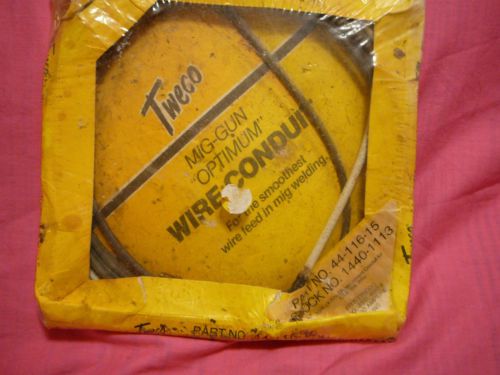 Tweco
MIG-GUN
"OPTIMUM"
WIRE CONDUIT
For the smoothest
wire feed in mig welding.
PART NO. 44-116-15
STOCK NO. 1440-1113
Tweco
Tweco PART NO.